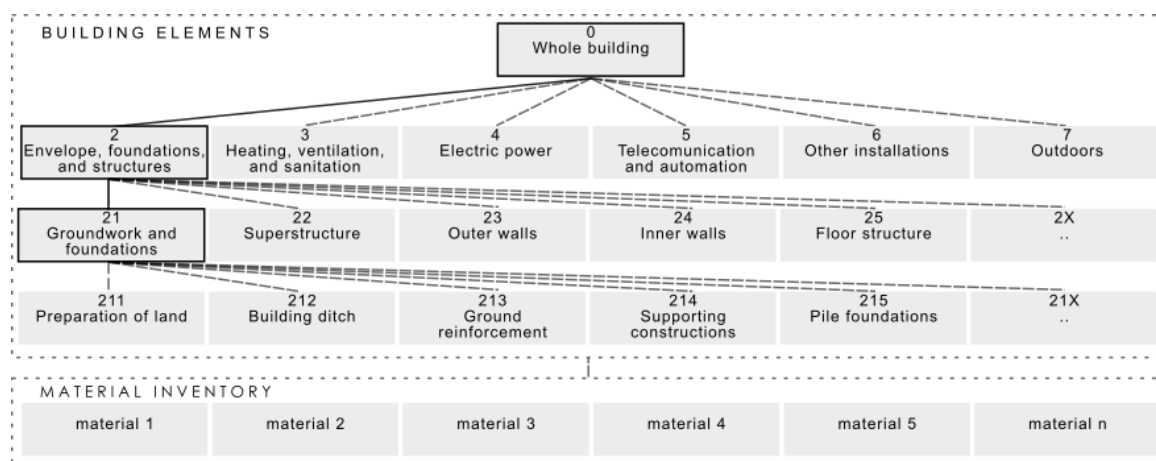 BUILDING ELEMENTS
0
Whole building
2
Envelope, foundations,
and structures
3
Heating, ventilation,
and sanitation
4
Electric power
5
Telecomunication
and automation
6
Other installations
7
Outdoors
21
Groundwork and
foundations
22
Superstructure
23
Outer walls
24
Inner walls
25
Floor structure
2X
..
211
Preparation of land
212
Building ditch
213
Ground
reinforcement
214
Supporting
constructions
215
Pile foundations
21X
..
MATERIAL INVENTORY
material 1
material 2
material 3
material 4
material 5
material n